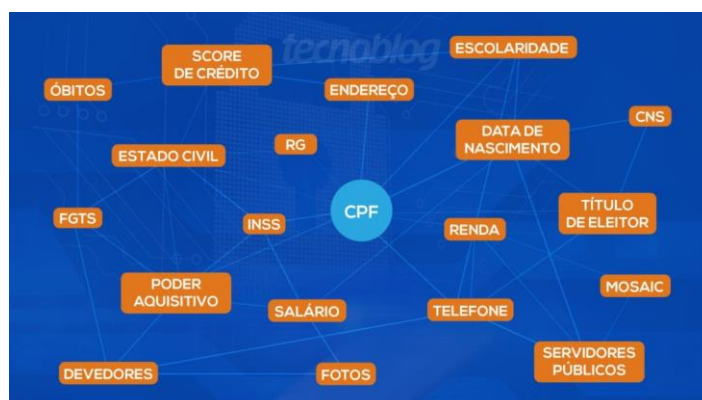 tecnoblog
ESCOLARIDADE
SCORE
DE CRÉDITO
ÓBITOS
ENDEREÇO
CNS
DATA DE
NASCIMENTO
RG
ESTADO CIVIL
TÍTULO
DE ELEITOR
CPF
FGTS
INSS
RENDA
PODER
AQUISITIVO
MOSAIC
SALÁRIO
TELEFONE
SERVIDORES
PÚBLICOS
DEVEDORES
FOTOS